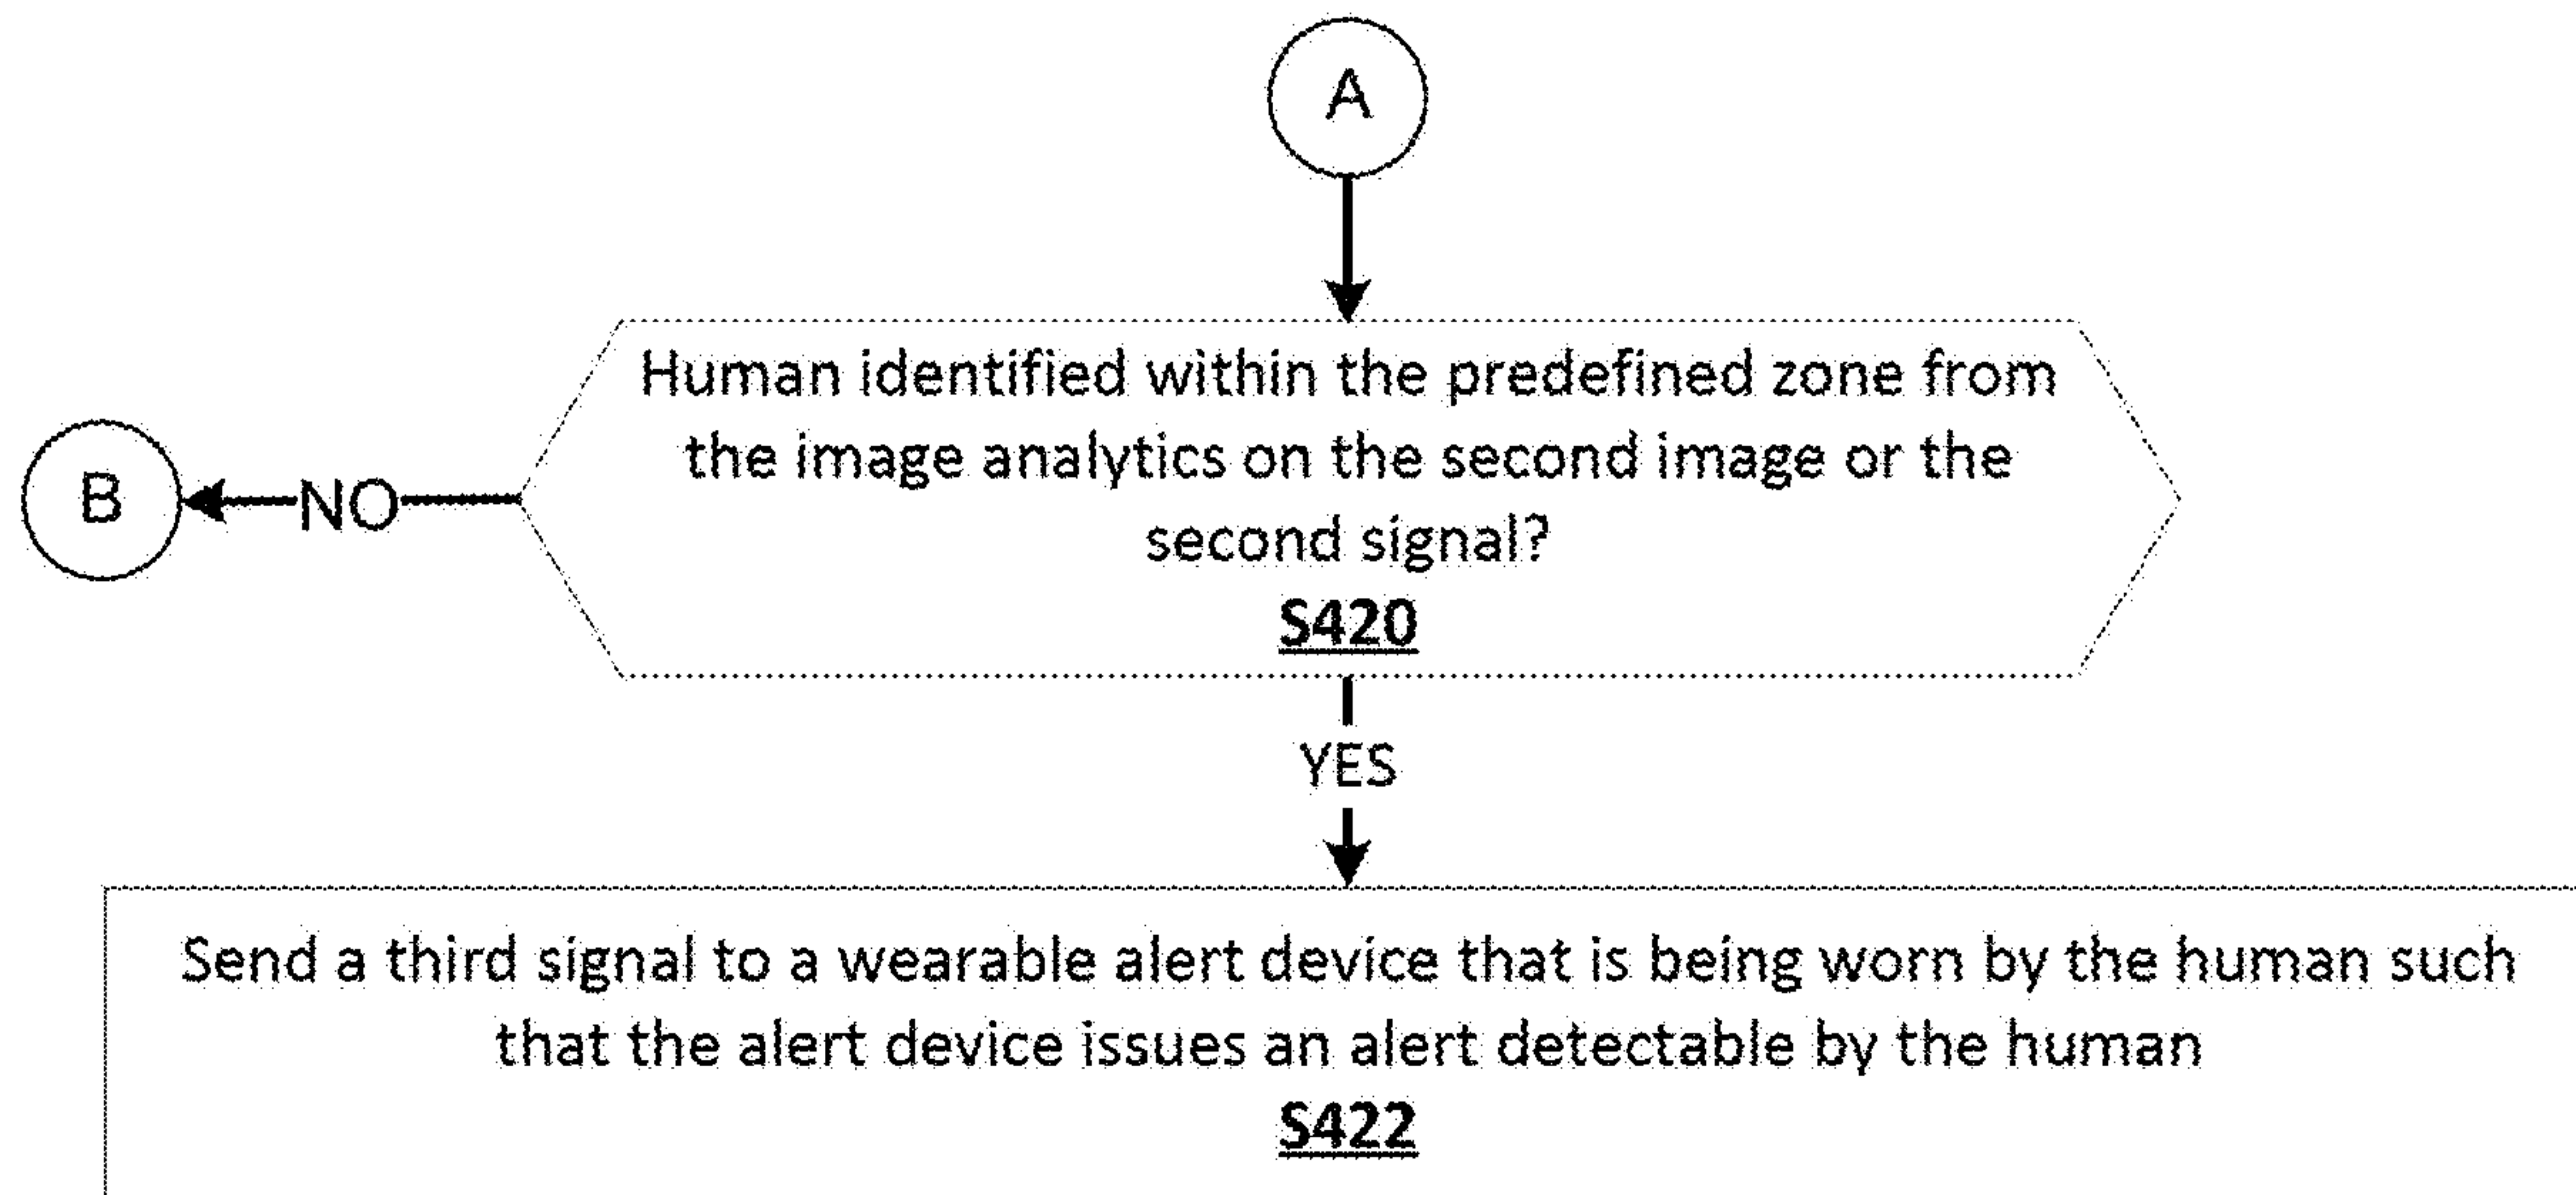 A
Human identified within the predefined zone from
the image analytics on the second image or the
second signal?
S420
B
NO
YES
Send a third signal to a wearable alert device that is being worn by the human such
that the alert device issues an alert detectable by the human
S422